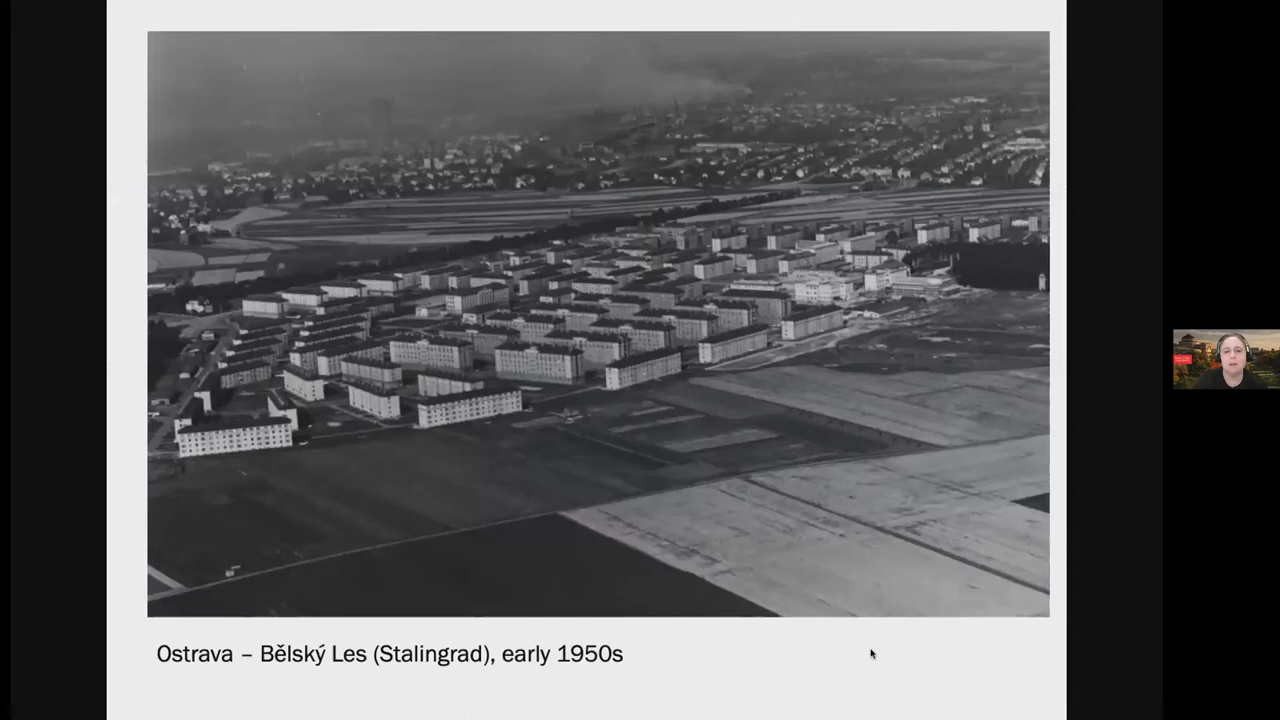 Ostrava – Bělský Les (Stalingrad), early 1950s